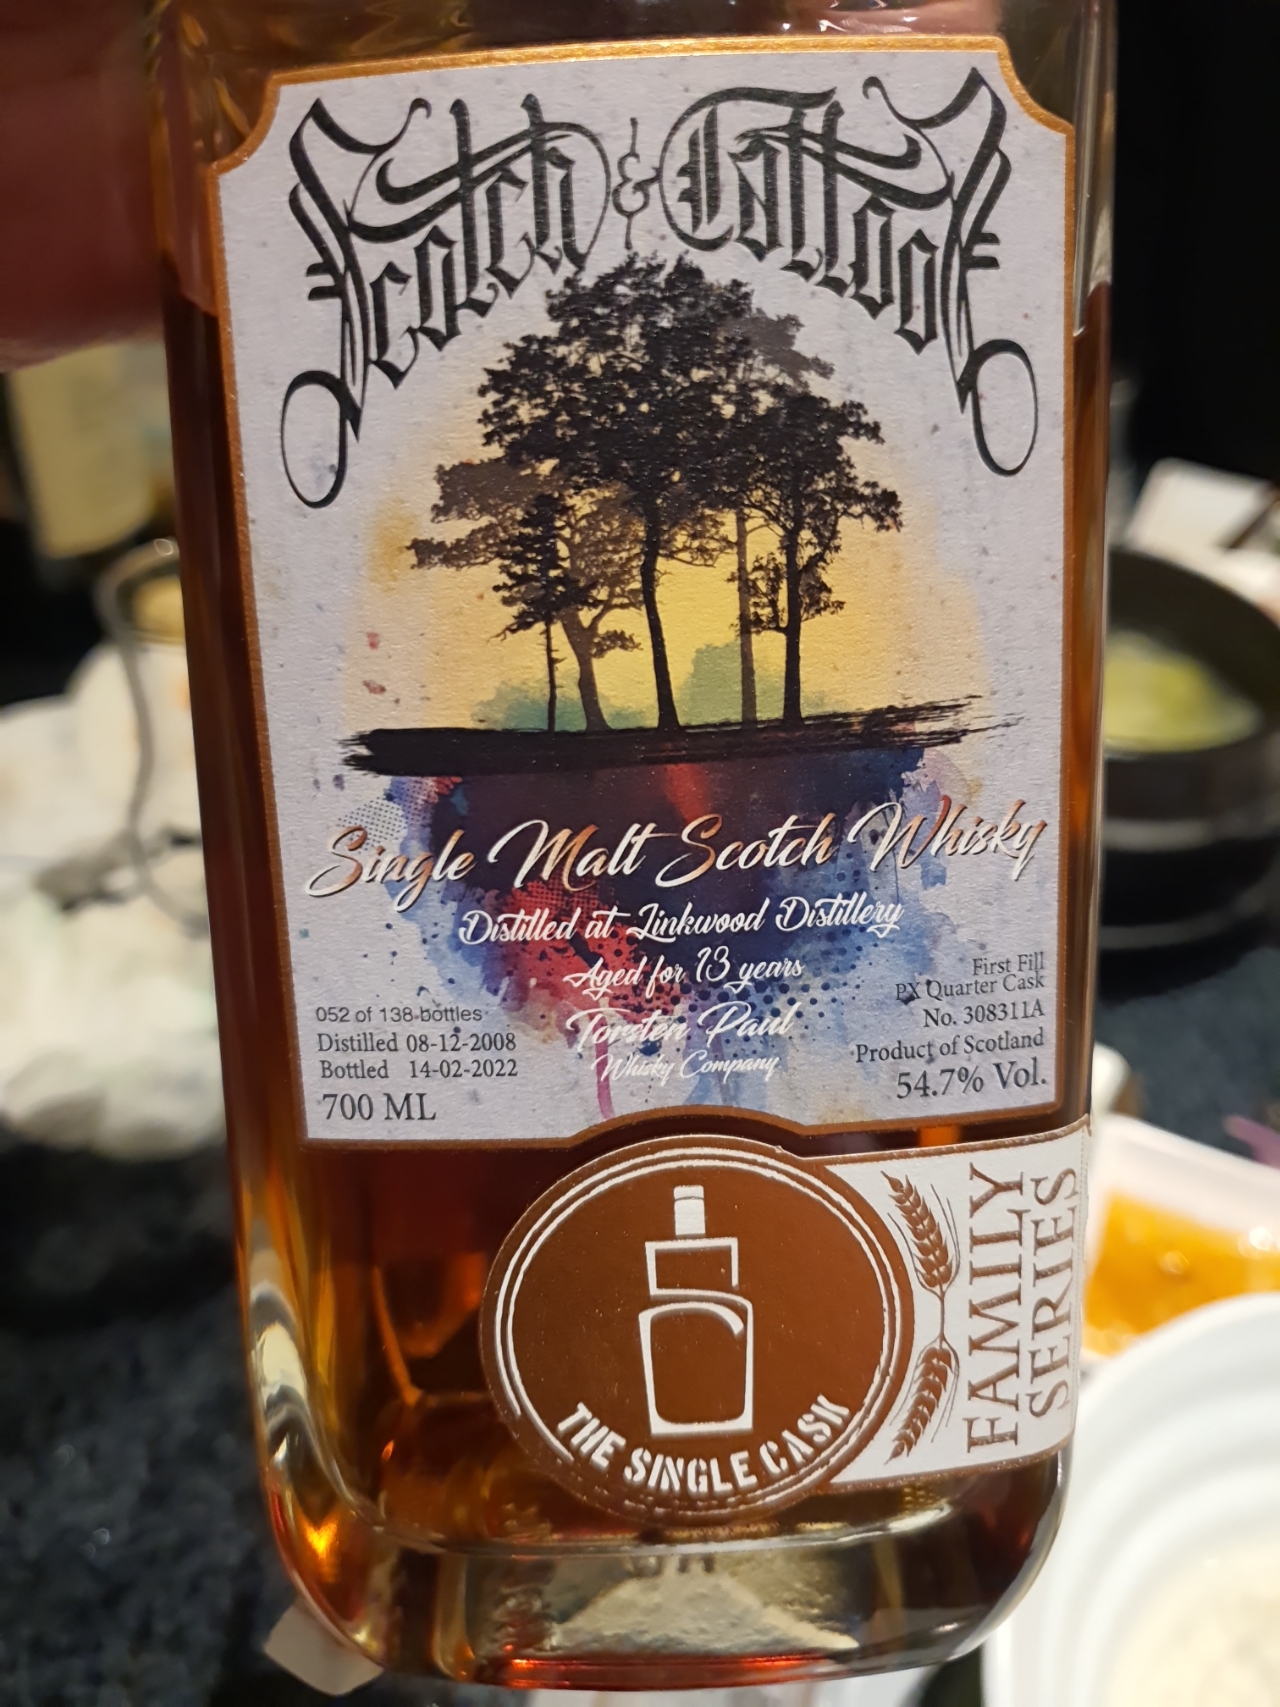 Scotch & Tattoo
Single Malt Scotch Whisky
Distilled at Linkwood Distillery
Aged for 13 years
Torsten Paul
Whisky Company
052 of 138 bottles
Distilled 08-12-2008
Bottled 14-02-2022
700 ML
First Fill
PX Quarter Cask
No. 308311A
Product of Scotland
54.7% Vol.
THE SINGLE CASK
FAMILY
SERIES